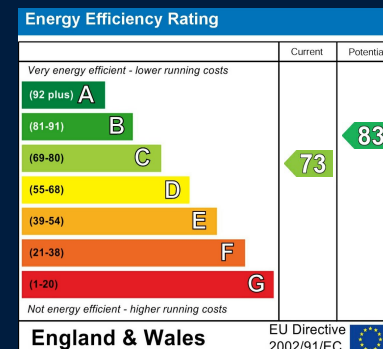 Energy Efficiency Rating
Current Potentia
Very energy efficient - lower running costs
(92 plus) A
(81-91) B
83
(69-80) C
73
(55-68) D
(39-54) E
(21-38) F
(1-20) G
Not energy efficient - higher running costs
England & Wales
EU Directive
2002/91/EC